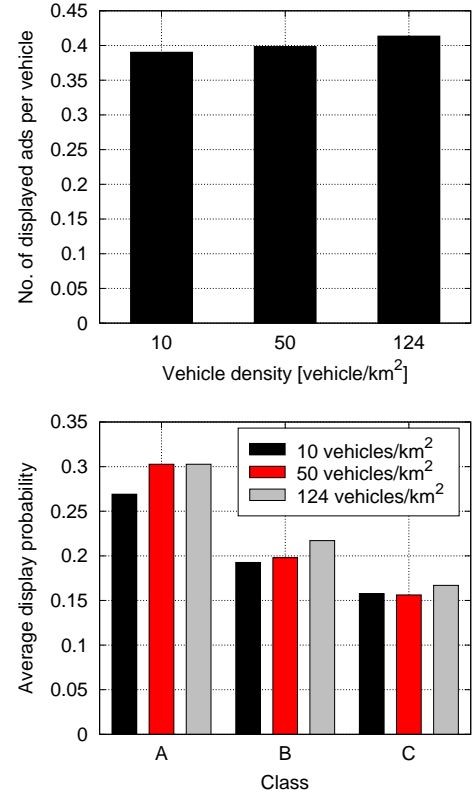 0.45
0.4
0.35
0.3
0.25
0.2
0.15
0.1
0.05
0
No. of displayed ads per vehicle
10 50 124
Vehicle density [vehicle/km²]
0.35
0.3
0.25
0.2
0.15
0.1
0.05
0
Average display probability
10 vehicles/km²
50 vehicles/km²
124 vehicles/km²
A B C
Class